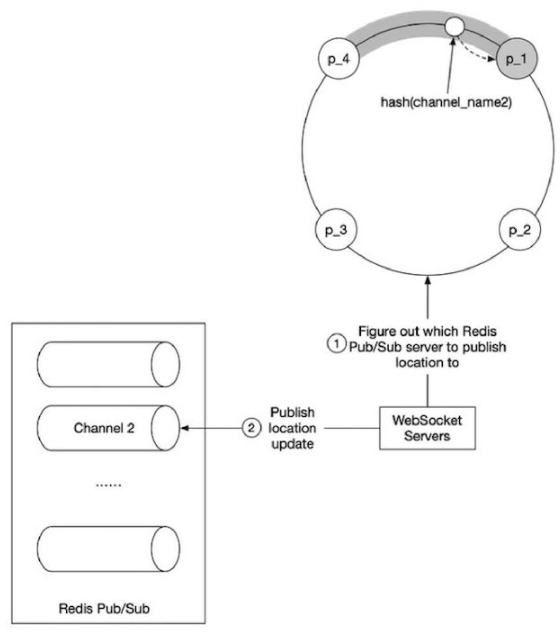 p_4
p_1
hash(channel_name2)
p_3
p_2
1
Figure out which Redis
Pub/Sub server to publish
location to
Channel 2
2
Publish
location
update
WebSocket
Servers
......
Redis Pub/Sub